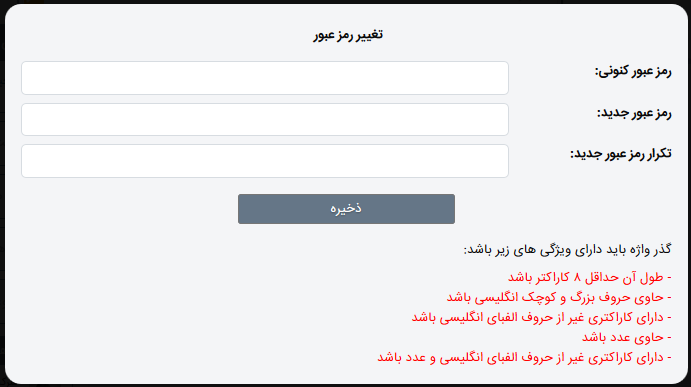 تغییر رمز عبور
رمز عبور کنونی:
رمز عبور جدید:
تکرار رمز عبور جدید:
ذخیره
گذر واژه باید دارای ویژگی های زیر باشد:
- طول آن حداقل ۸ کاراکتر باشد
- حاوی حروف بزرگ و کوچک انگلیسی باشد
- دارای کاراکتری غیر از حروف الفبای انگلیسی باشد
- حاوی عدد باشد
- دارای کاراکتری غیر از حروف الفبای انگلیسی و عدد باشد